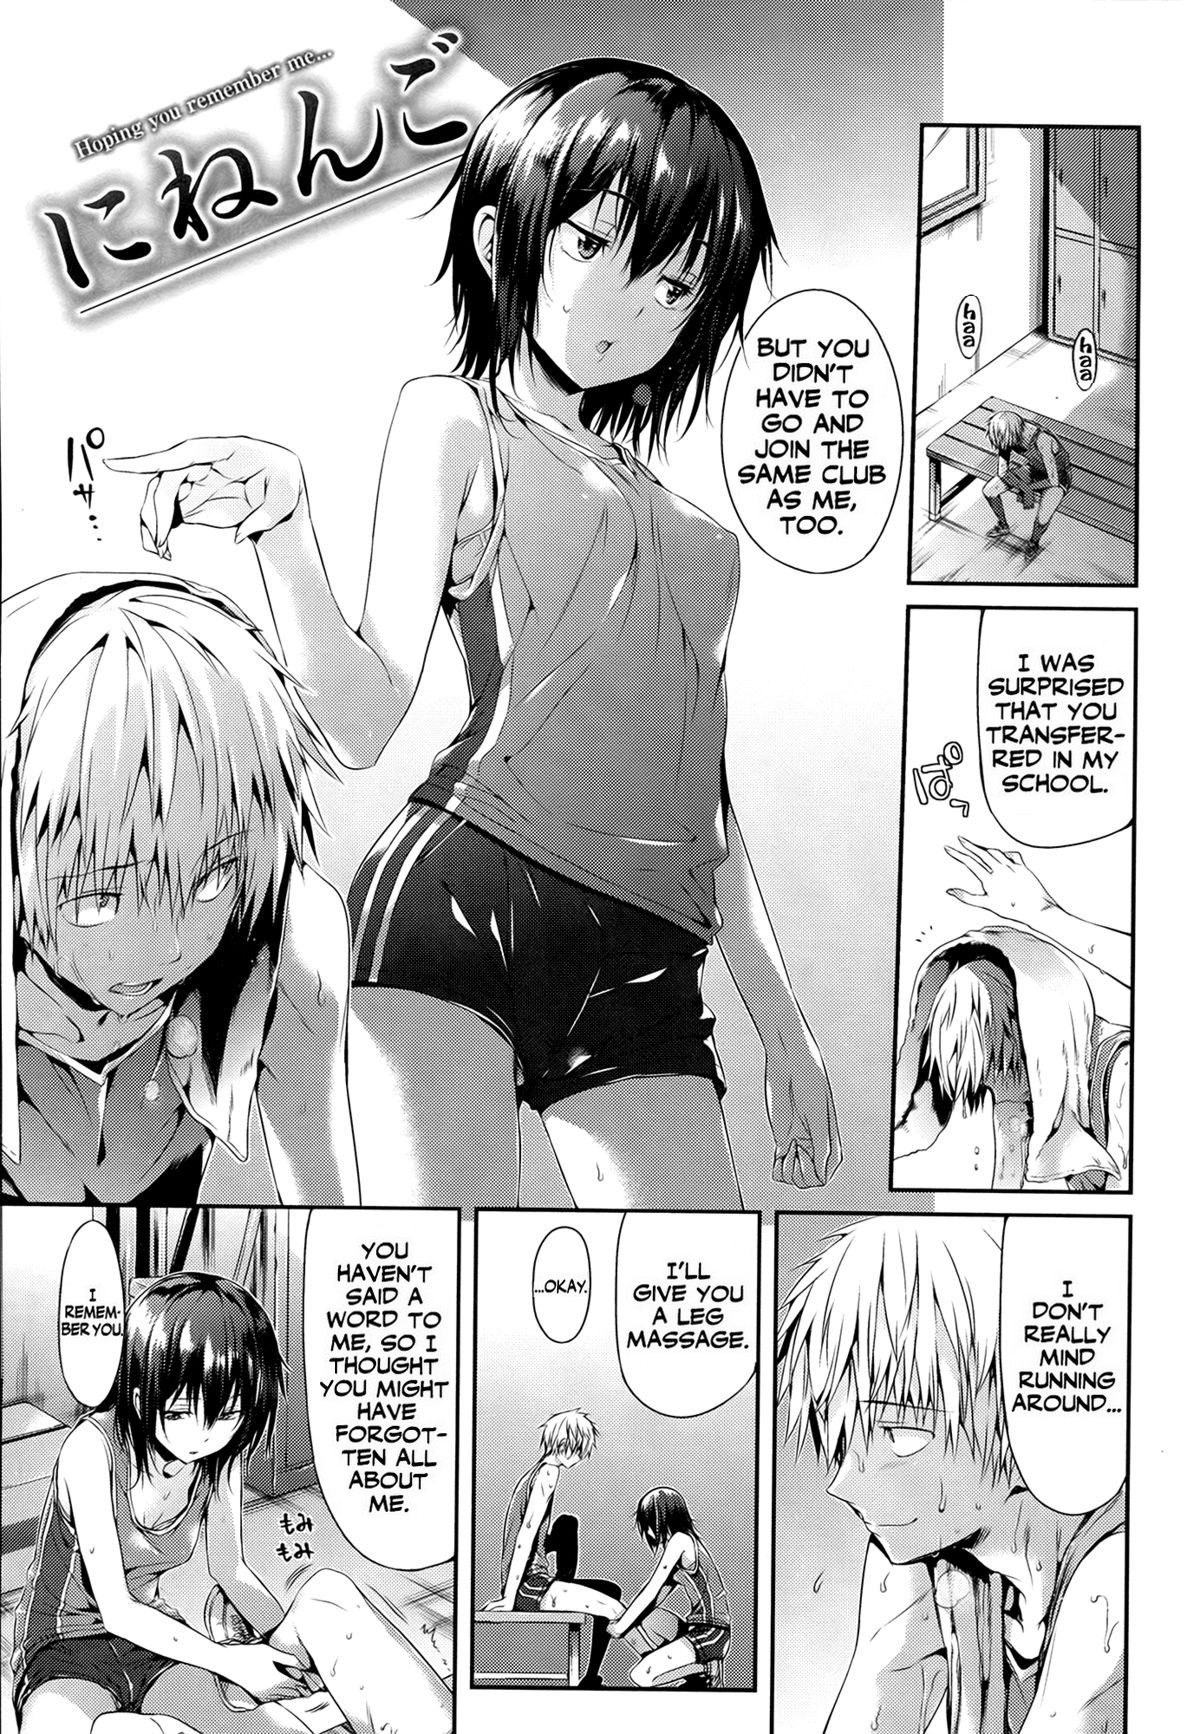 Hoping you remember me...
にねんご
haa
haa
I WAS
SURPRISED
THAT YOU
TRANSFER-
RED IN MY
SCHOOL.
ぱっ
BUT YOU
DIDN'T
HAVE TO
GO AND
JOIN THE
SAME CLUB
AS ME,
TOO.
パサ…
I
DON'T
REALLY
MIND
RUNNING
AROUND...
I'LL
GIVE YOU
A LEG
MASSAGE.
...OKAY.
YOU
HAVEN'T
SAID A
WORD TO
ME, SO I
THOUGHT
YOU MIGHT
HAVE
FORGOT-
TEN ALL
ABOUT
ME.
もみ
もみ
I
REMEM-
BER YOU.